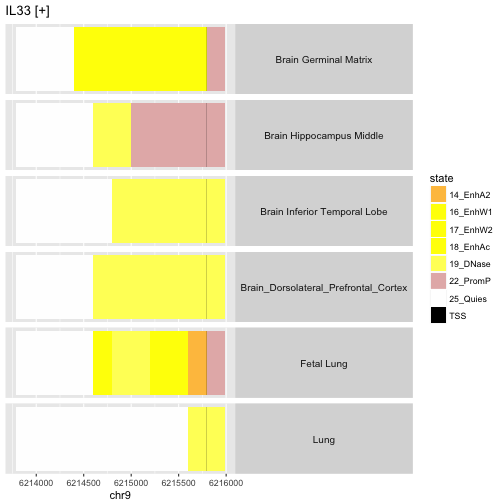 IL33 [+]
Brain Germinal Matrix
Brain Hippocampus Middle
Brain Inferior Temporal Lobe
Brain_Dorsolateral_Prefrontal_Cortex
Fetal Lung
Lung
state
14_EnhA2
16_EnhW1
17_EnhW2
18_EnhAc
19_DNase
22_PromP
25_Quies
TSS
6214000 6214500 6215000 6215500 6216000
chr9